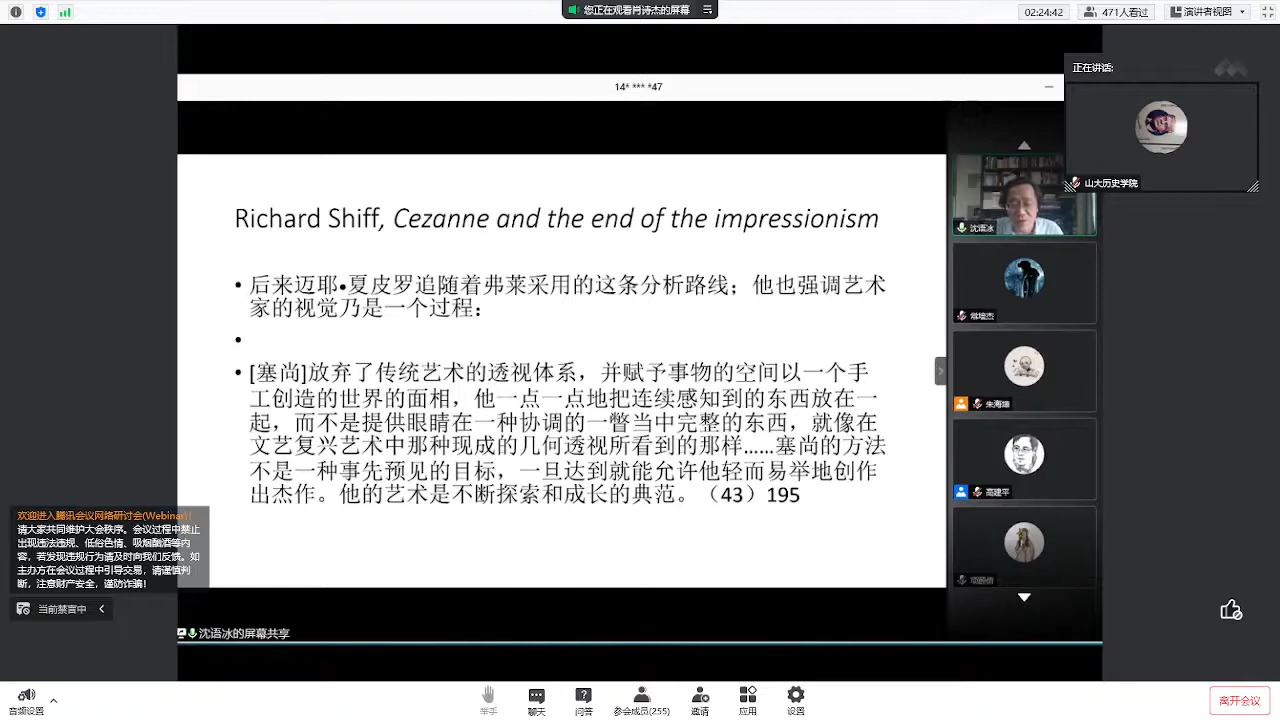 您正在观看肖诗杰的屏幕
02:24:42
471人看过
演讲者视图
14* *** *47
正在讲话:
山大历史学院
Richard Shiff, Cezanne and the end of the impressionism
• 后来迈耶•夏皮罗追随着弗莱采用的这条分析路线；他也强调艺术
家的视觉乃是一个过程：
•
• [塞尚]放弃了传统艺术的透视体系，并赋予事物的空间以一个手
工创造的世界的面相，他一点一点地把连续感知到的东西放在一
起，而不是提供眼睛在一种协调的一瞥当中完整的东西，就像在
文艺复兴艺术中那种现成的几何透视所看到的那样......塞尚的方法
不是一种事先预见的目标，一旦达到就能允许他轻而易举地创作
出杰作。他的艺术是不断探索和成长的典范。（43）195
沈语冰
常培杰
朱海坤
高建平
欢迎进入腾讯会议网络研讨会(Webinar)！
请大家共同维护大会秩序。会议过程中禁止
出现违法违规、低俗色情、吸烟酗酒等内
容，若发现违规行为请及时向我们反馈。如
主办方在会议过程中引导交易，请谨慎判
断，注意财产安全，谨防诈骗！
当前禁言中
沈语冰的屏幕共享
音频设置
举手
聊天
问答
参会成员(255)
邀请
应用
设置
离开会议